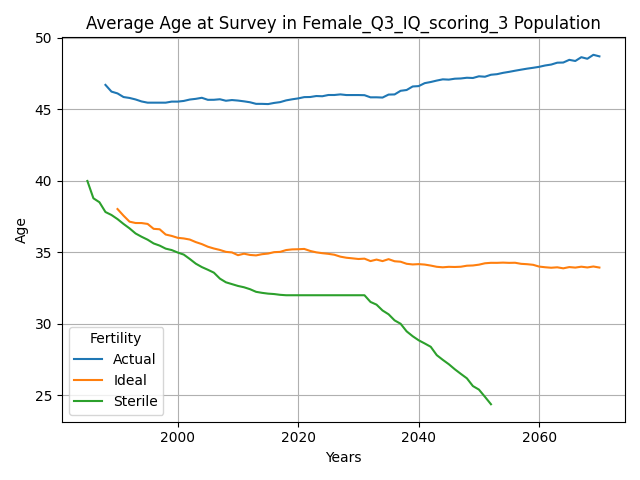 Average Age at Survey in Female_Q3_IQ_scoring_3 Population
50
45
40
35
30
25
Age
Fertility
Actual
Ideal
Sterile
2000
2020
2040
2060
Years